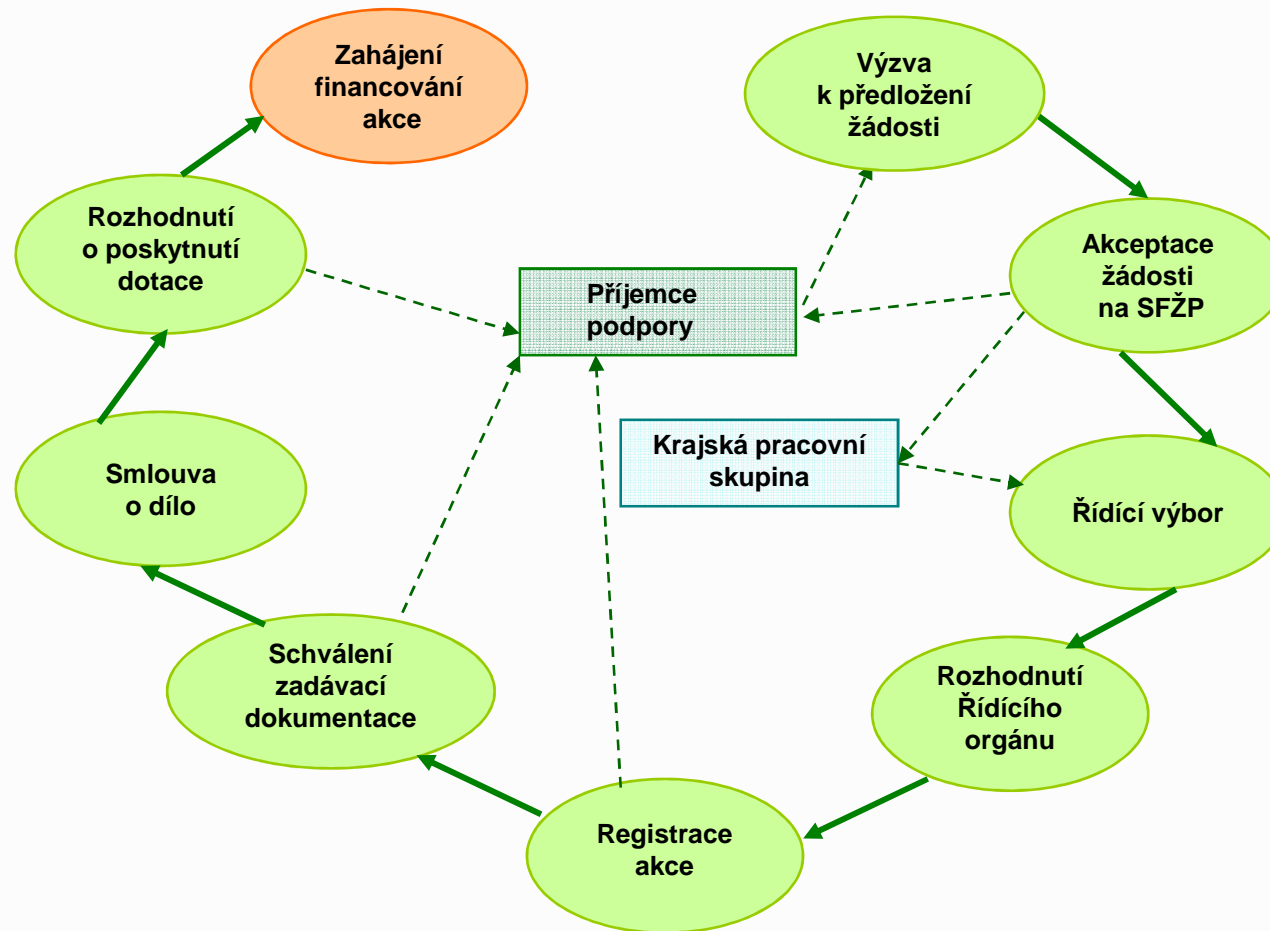 Zahájení
financování
akce
Výzva
k předložení
žádosti
Rozhodnutí
o poskytnutí
dotace
Akceptace
žádosti
na SFŽP
Příjemce
podpory
Krajská pracovní
skupina
Smlouva
o dílo
Řídící výbor
Schválení
zadávací
dokumentace
Rozhodnutí
Řídícího
orgánu
Registrace
akce